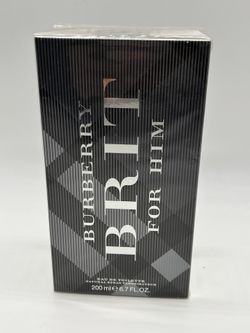 BURBERRY
BRIT
FOR HIM
EAU DE TOILETTE
NATURAL SPRAY VAPORISATEUR
200 ml ℮ 6.7 FL.OZ.